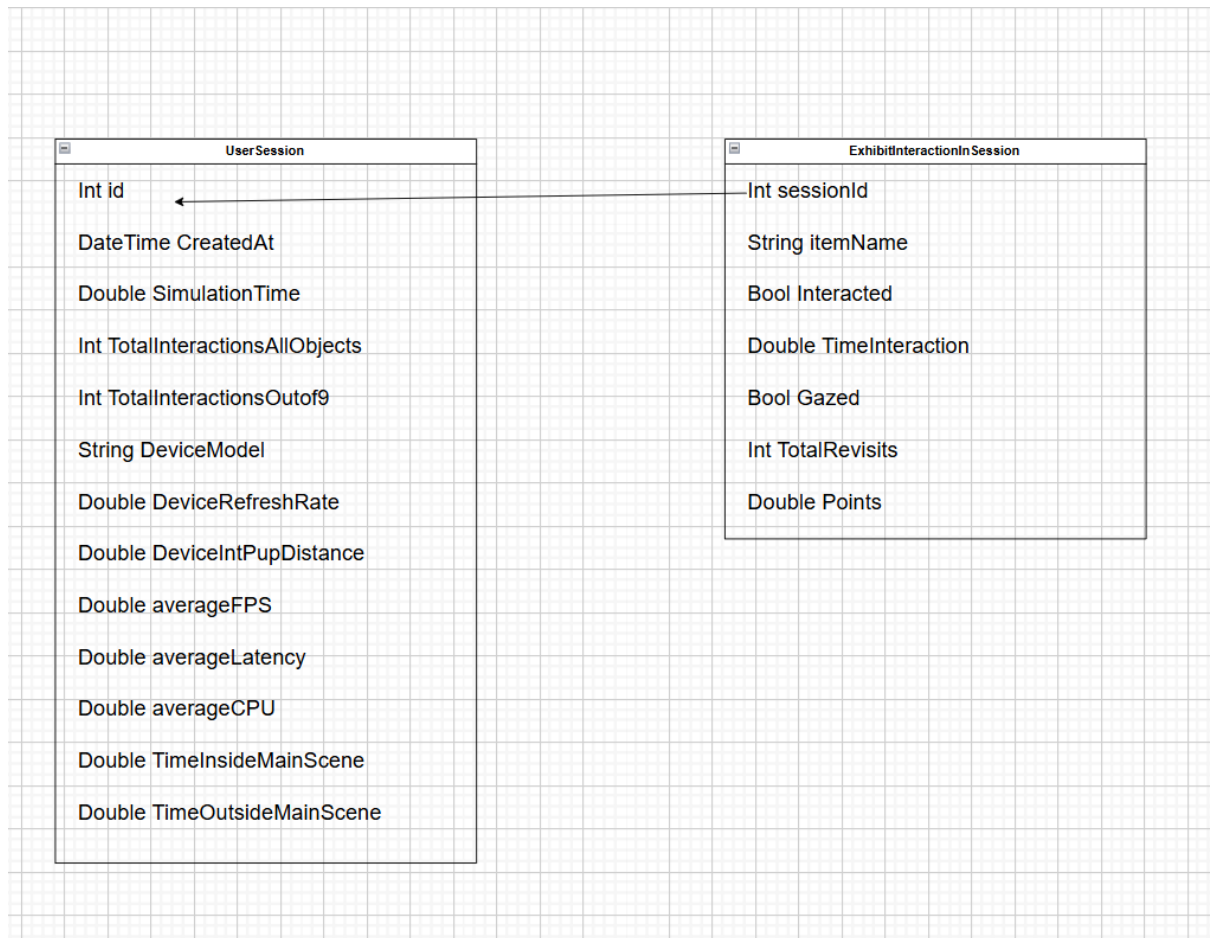 UserSession
Int id
DateTime CreatedAt
Double SimulationTime
Int TotalInteractionsAllObjects
Int TotalInteractionsOutof9
String DeviceModel
Double DeviceRefreshRate
Double DeviceIntPupDistance
Double averageFPS
Double averageLatency
Double averageCPU
Double TimeInsideMainScene
Double TimeOutsideMainScene
ExhibitInteractionInSession
Int sessionId
String itemName
Bool Interacted
Double TimeInteraction
Bool Gazed
Int TotalRevisits
Double Points